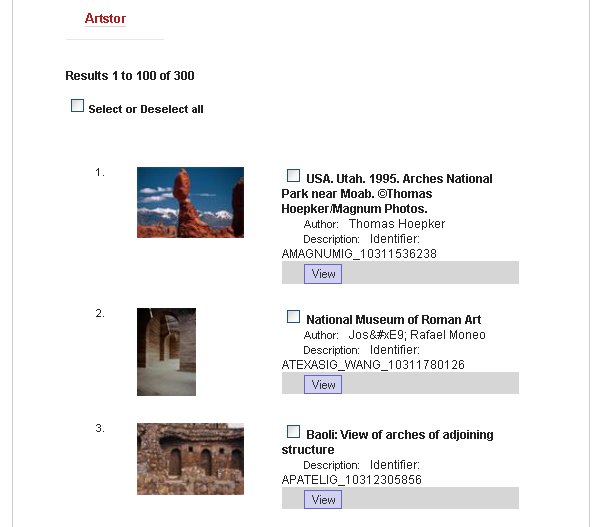 Artstor
Results 1 to 100 of 300
Select or Deselect all
1.
USA. Utah. 1995. Arches National
Park near Moab. ©Thomas
Hoepker/Magnum Photos.
Author: Thomas Hoepker
Description: Identifier:
AMAGNUMIG_10311536238
View
2.
National Museum of Roman Art
Author: Jos&#xE9; Rafael Moneo
Description: Identifier:
ATEXASIG_WANG_10311780126
View
3.
Baoli: View of arches of adjoining
structure
Description: Identifier:
APATELIG_10312305856
View